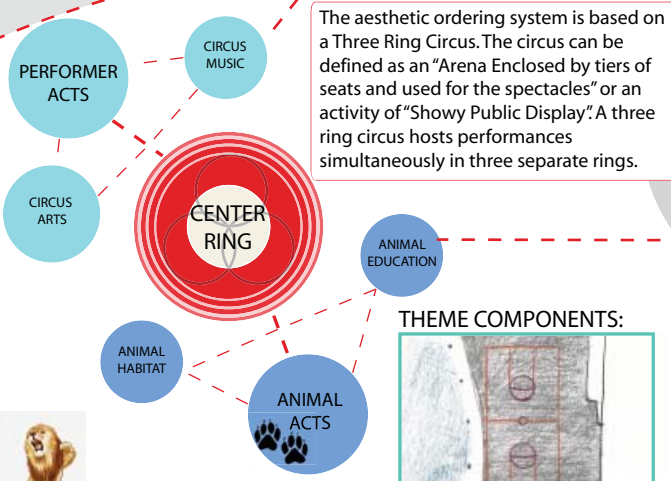 The aesthetic ordering system is based on
a Three Ring Circus. The circus can be
defined as an “Arena Enclosed by tiers of
seats and used for the spectacles” or an
activity of “Showy Public Display”. A three
ring circus hosts performances
simultaneously in three separate rings.
CIRCUS
MUSIC
PERFORMER
ACTS
CIRCUS
ARTS
CENTER
RING
ANIMAL
EDUCATION
THEME COMPONENTS:
ANIMAL
HABITAT
ANIMAL
ACTS